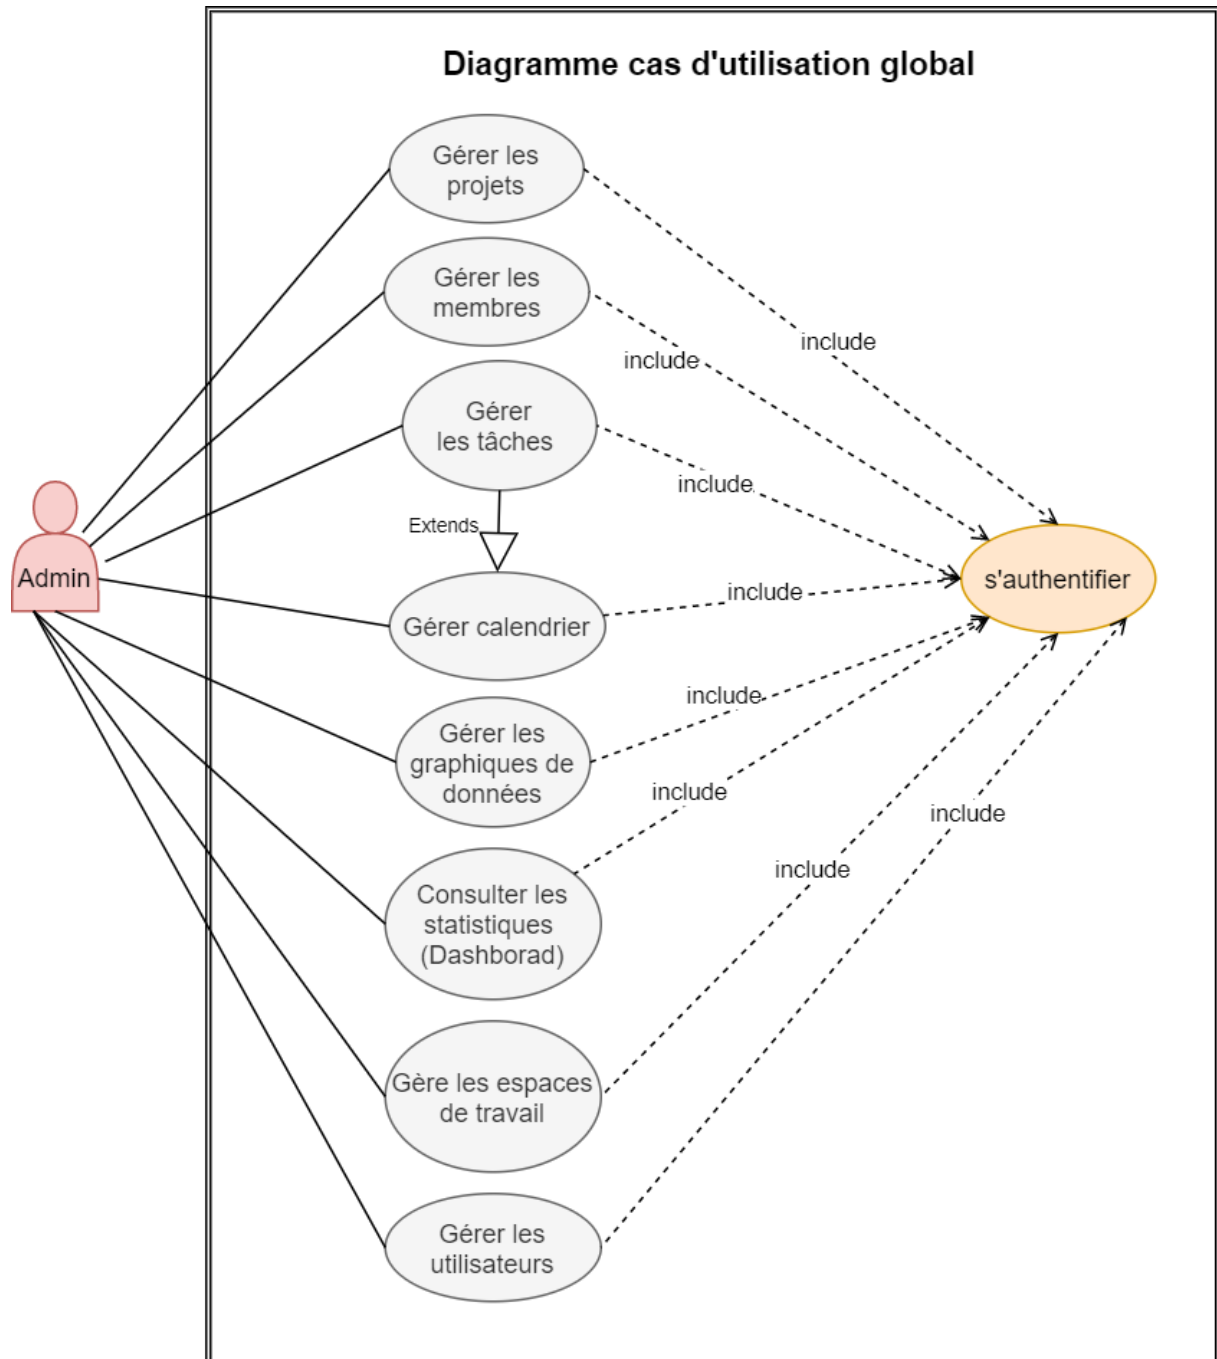 Diagramme cas d'utilisation global
Gérer les
projets
Gérer les
membres
include
include
Gérer
les tâches
include
Extends
Admin
s'authentifier
include
Gérer calendrier
include
Gérer les
graphiques de
données
include
include
Consulter les
statistiques
(Dashborad)
include
Gère les espaces
de travail
Gérer les
utilisateurs